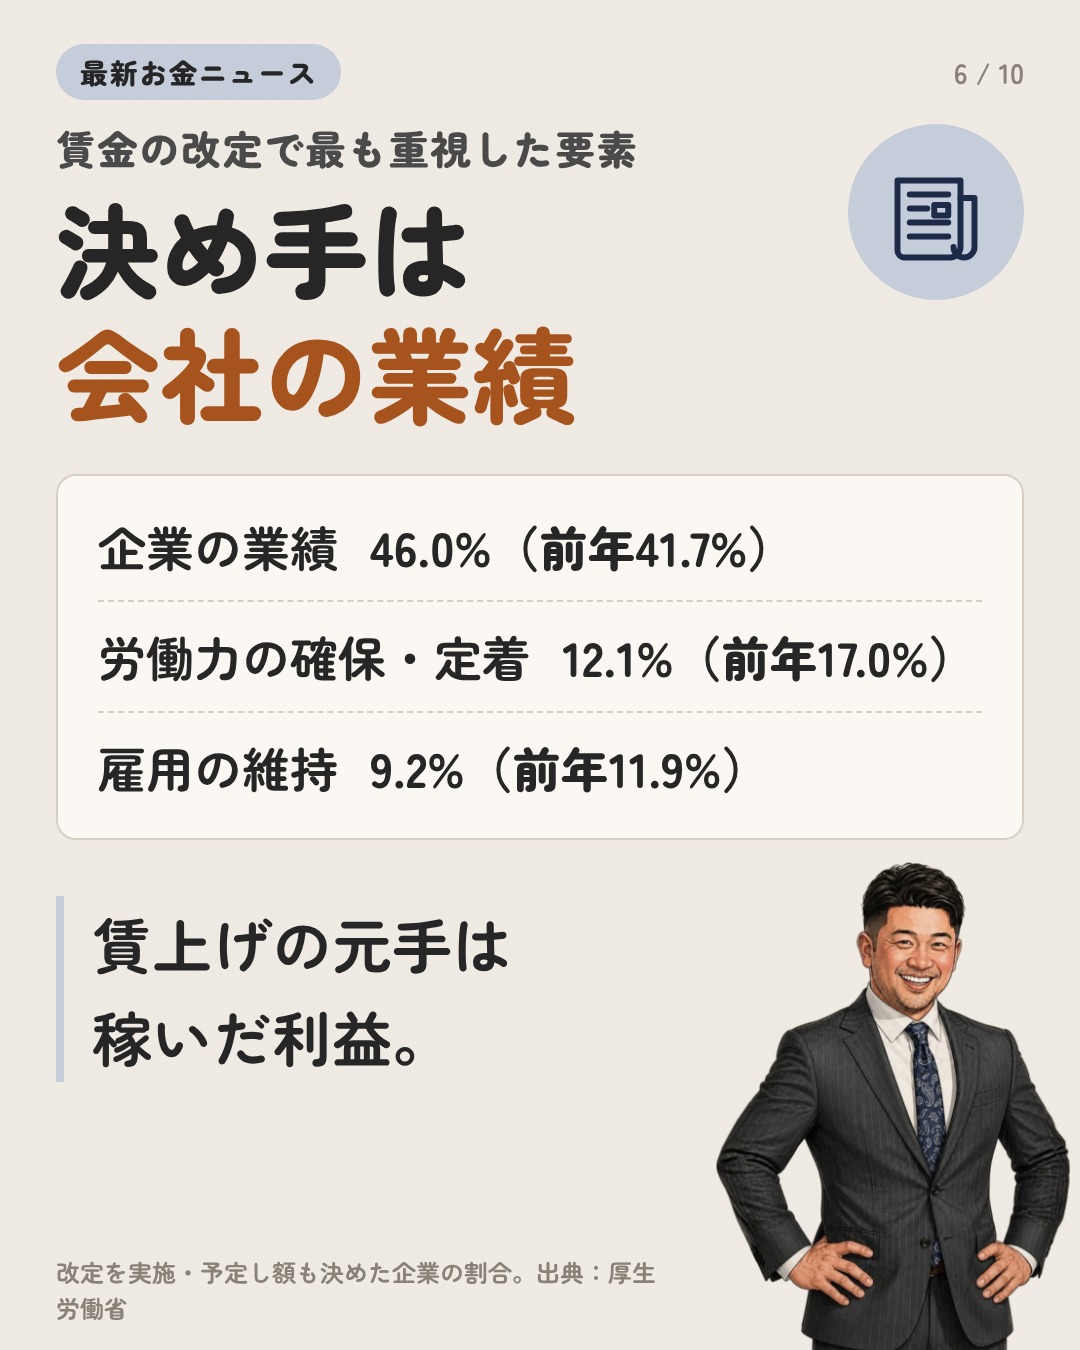 最新お金ニュース
6 / 10
賃金の改定で最も重視した要素
決め手は
会社の業績
企業の業績 46.0%（前年41.7%）
労働力の確保・定着 12.1%（前年17.0%）
雇用の維持 9.2%（前年11.9%）
賃上げの元手は
稼いだ利益。
改定を実施・予定し額も決めた企業の割合。出典：厚生
労働省